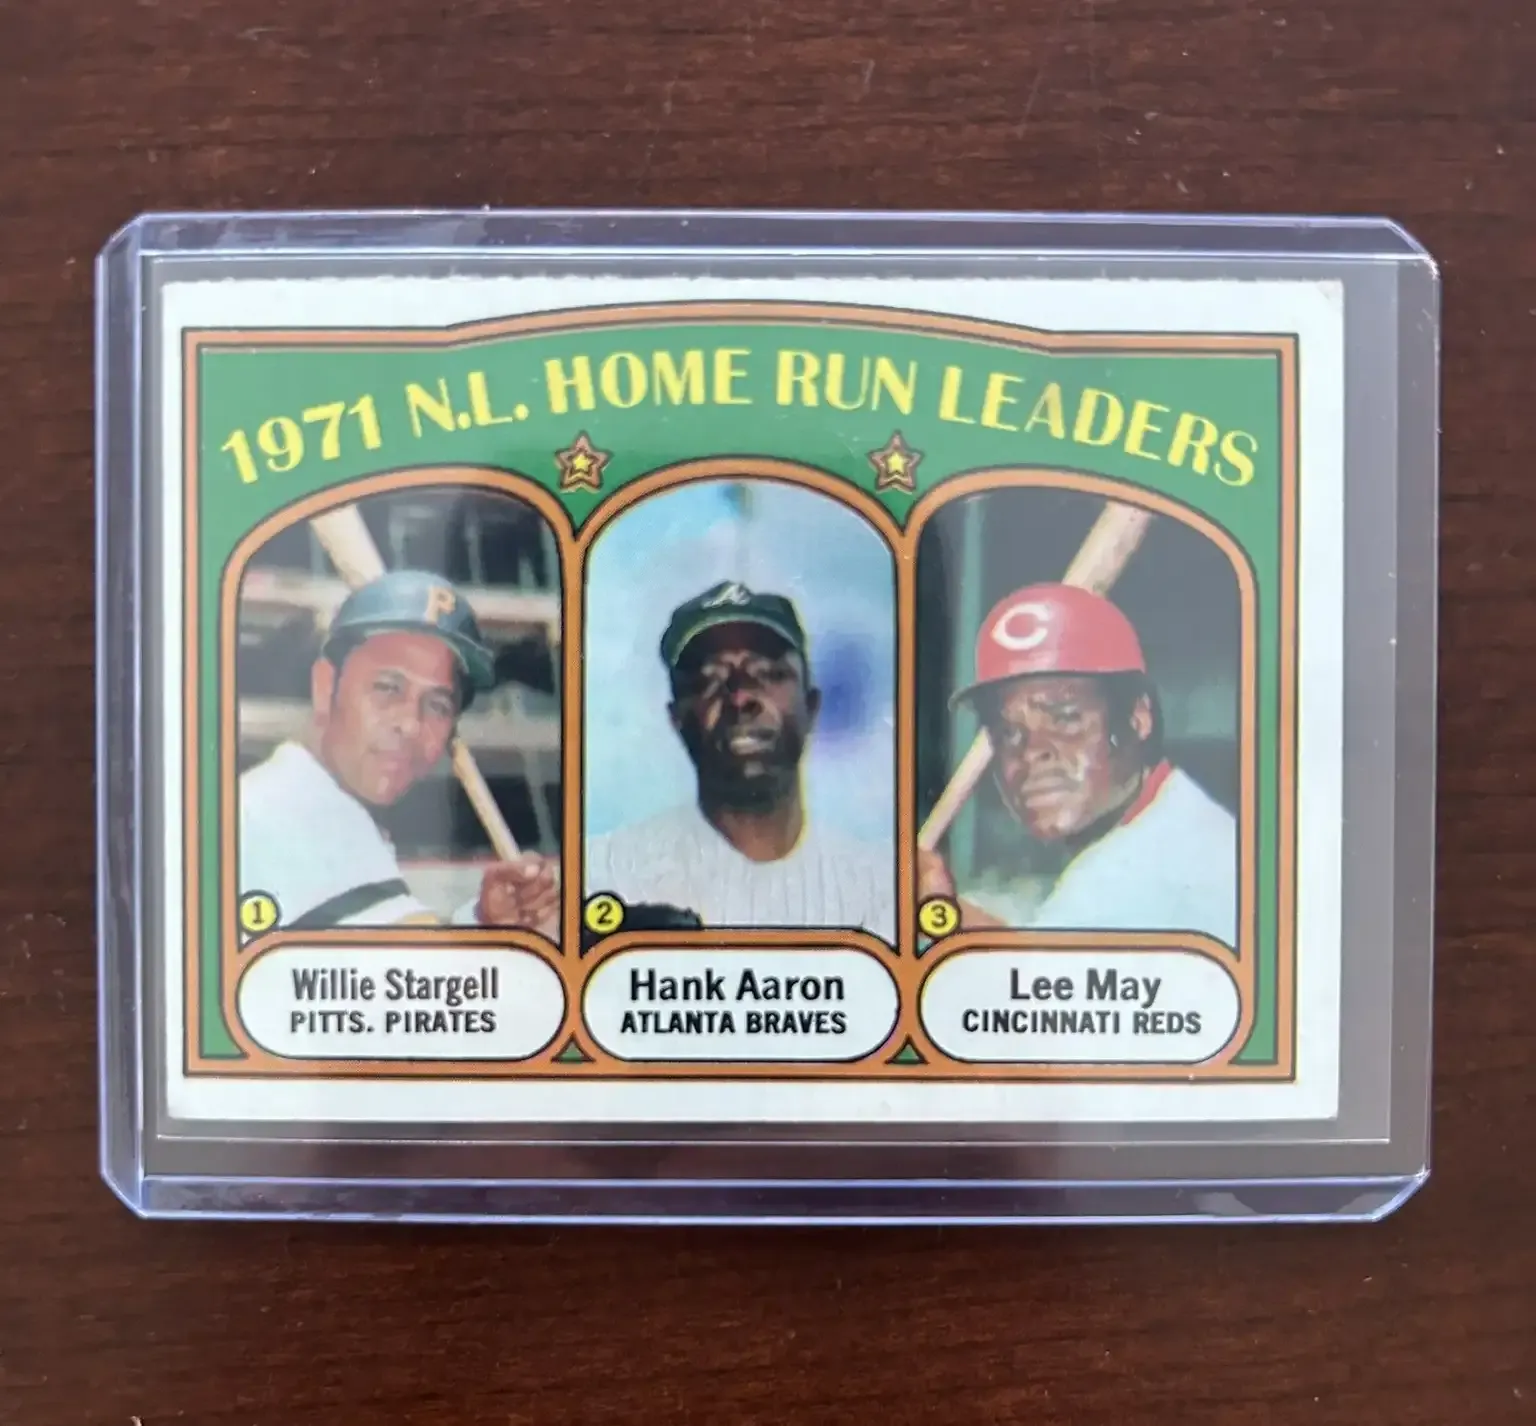 1971 N.L. HOME RUN LEADERS
P
A
C
1
2
3
Willie Stargell
PITTS. PIRATES
Hank Aaron
ATLANTA BRAVES
Lee May
CINCINNATI REDS